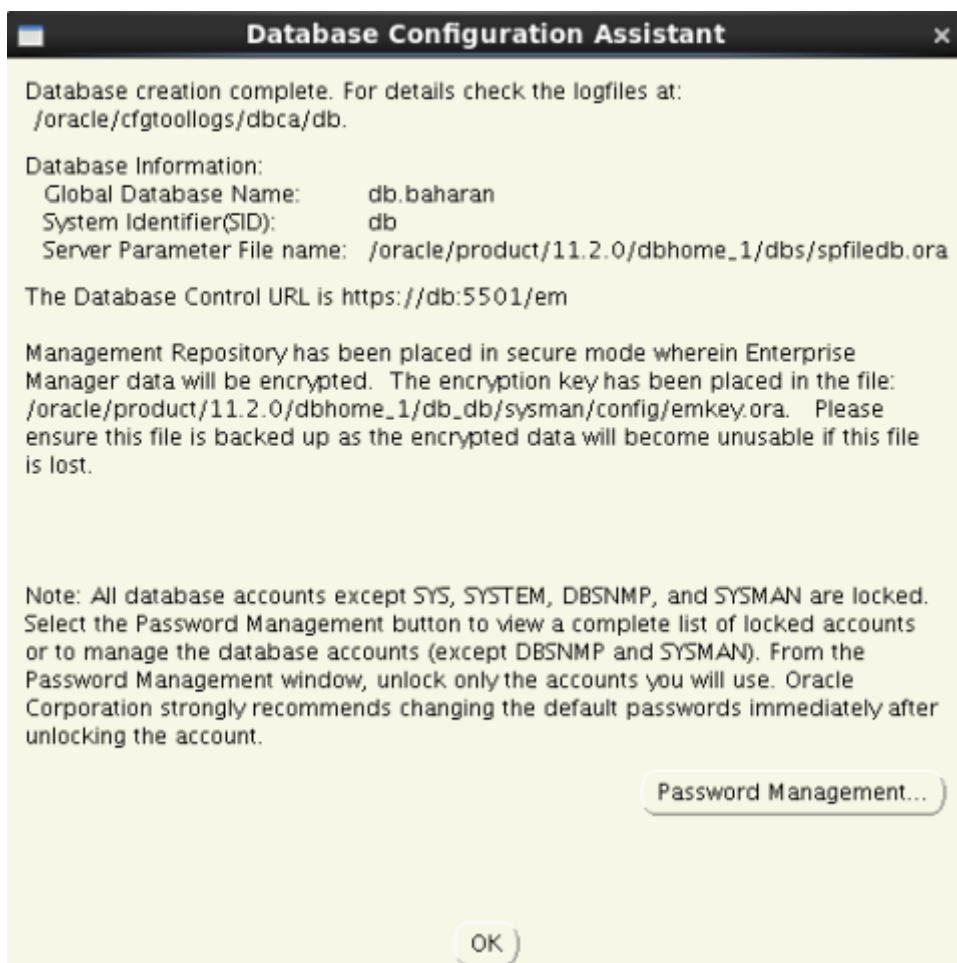 Database Configuration Assistant
Database creation complete. For details check the logfiles at:
/oracle/cfgtoollogs/dbca/db.
Database Information:
Global Database Name: db.baharan
System Identifier(SID): db
Server Parameter File name: /oracle/product/11.2.0/dbhome_1/dbs/spfiledb.ora
The Database Control URL is https://db:5501/em
Management Repository has been placed in secure mode wherein Enterprise
Manager data will be encrypted. The encryption key has been placed in the file:
/oracle/product/11.2.0/dbhome_1/db_db/sysman/config/emkey.ora. Please
ensure this file is backed up as the encrypted data will become unusable if this file
is lost.
Note: All database accounts except SYS, SYSTEM, DBSNMP, and SYSMAN are locked.
Select the Password Management button to view a complete list of locked accounts
or to manage the database accounts (except DBSNMP and SYSMAN). From the
Password Management window, unlock only the accounts you will use. Oracle
Corporation strongly recommends changing the default passwords immediately after
unlocking the account.
Password Management...
OK